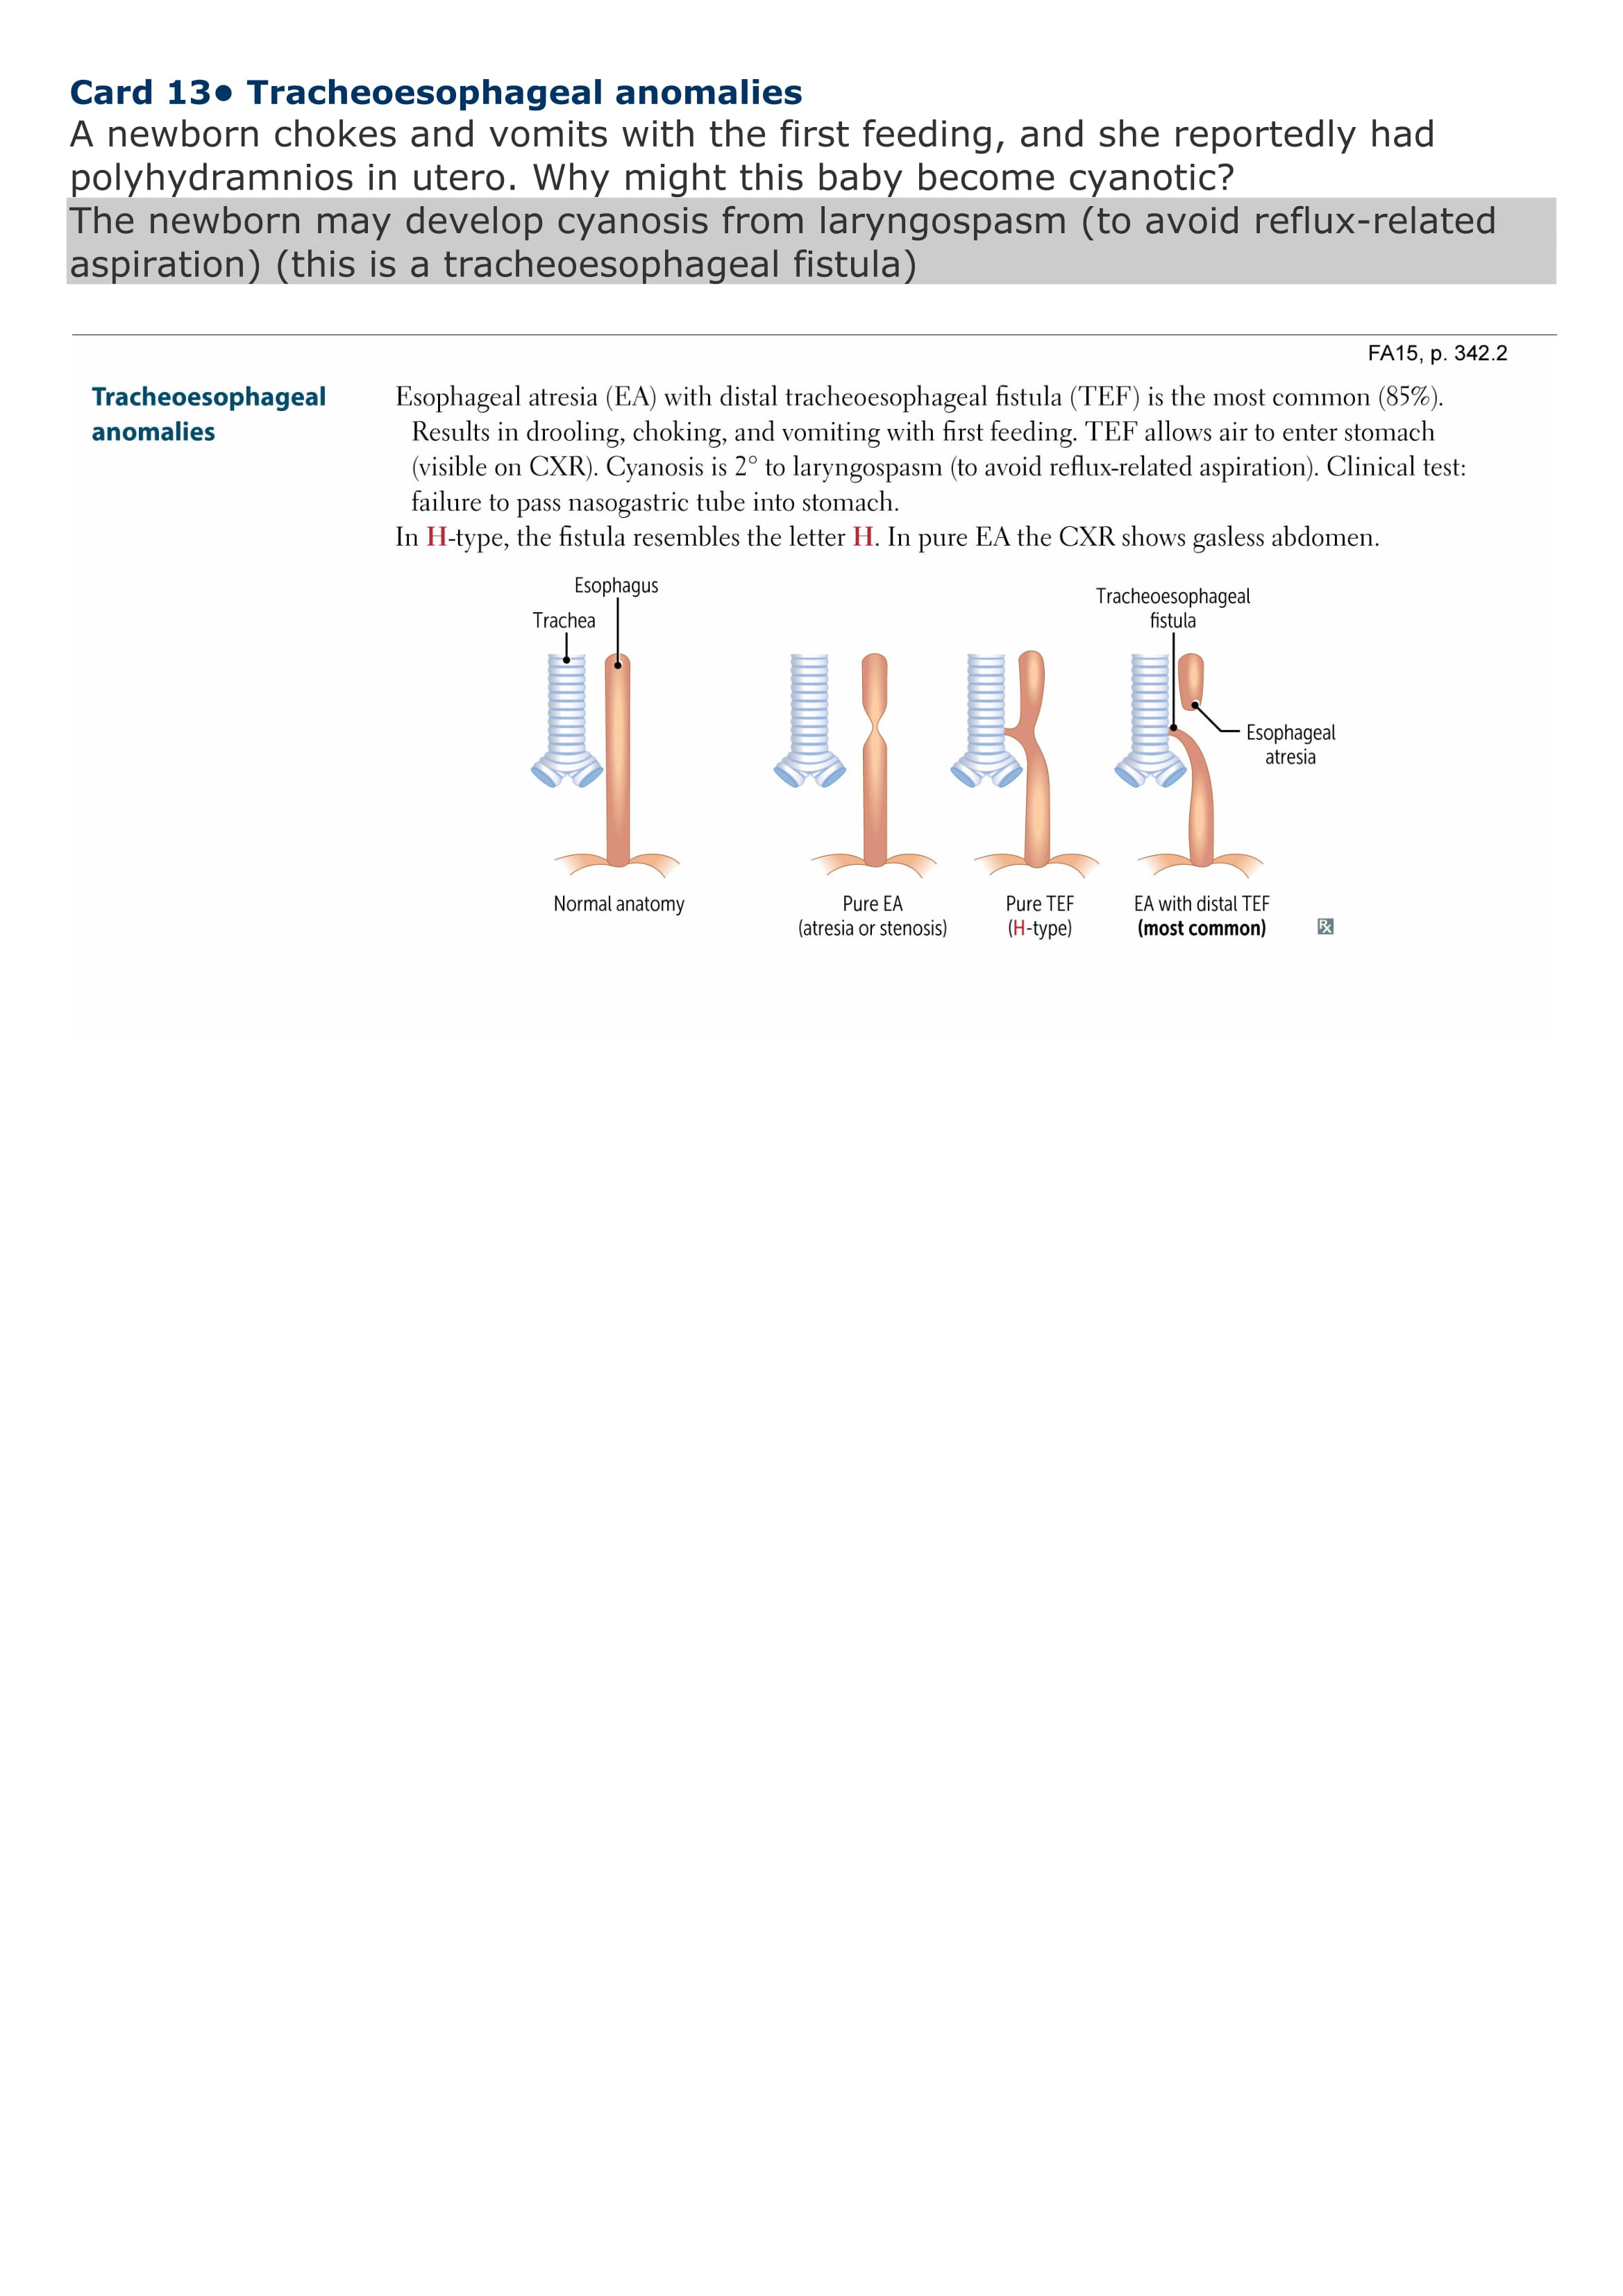 Card 13• Tracheoesophageal anomalies
A newborn chokes and vomits with the first feeding, and she reportedly had
polyhydramnios in utero. Why might this baby become cyanotic?
The newborn may develop cyanosis from laryngospasm (to avoid reflux-related
aspiration) (this is a tracheoesophageal fistula)
FA15, p. 342.2
Tracheoesophageal
anomalies
Esophageal atresia (EA) with distal tracheoesophageal fistula (TEF) is the most common (85%).
Results in drooling, choking, and vomiting with first feeding. TEF allows air to enter stomach
(visible on CXR). Cyanosis is 2° to laryngospasm (to avoid reflux-related aspiration). Clinical test:
failure to pass nasogastric tube into stomach.
In H-type, the fistula resembles the letter H. In pure EA the CXR shows gasless abdomen.
Esophagus
Trachea
Tracheoesophageal
fistula
Esophageal
atresia
Normal anatomy
Pure EA
(atresia or stenosis)
Pure TEF
(H-type)
EA with distal TEF
(most common)
Rx